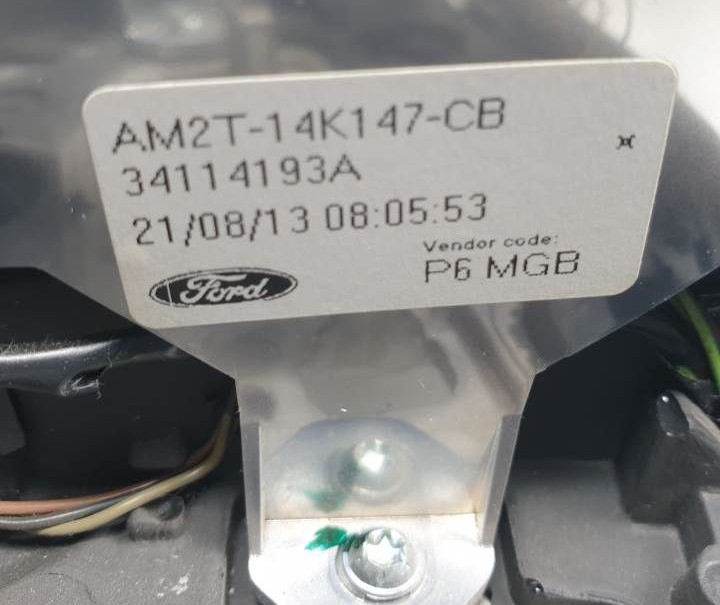 AM2T-14K147-CB
34114193A
21/08/13 08:05:53
Vendor code:
P6 MGB
Ford